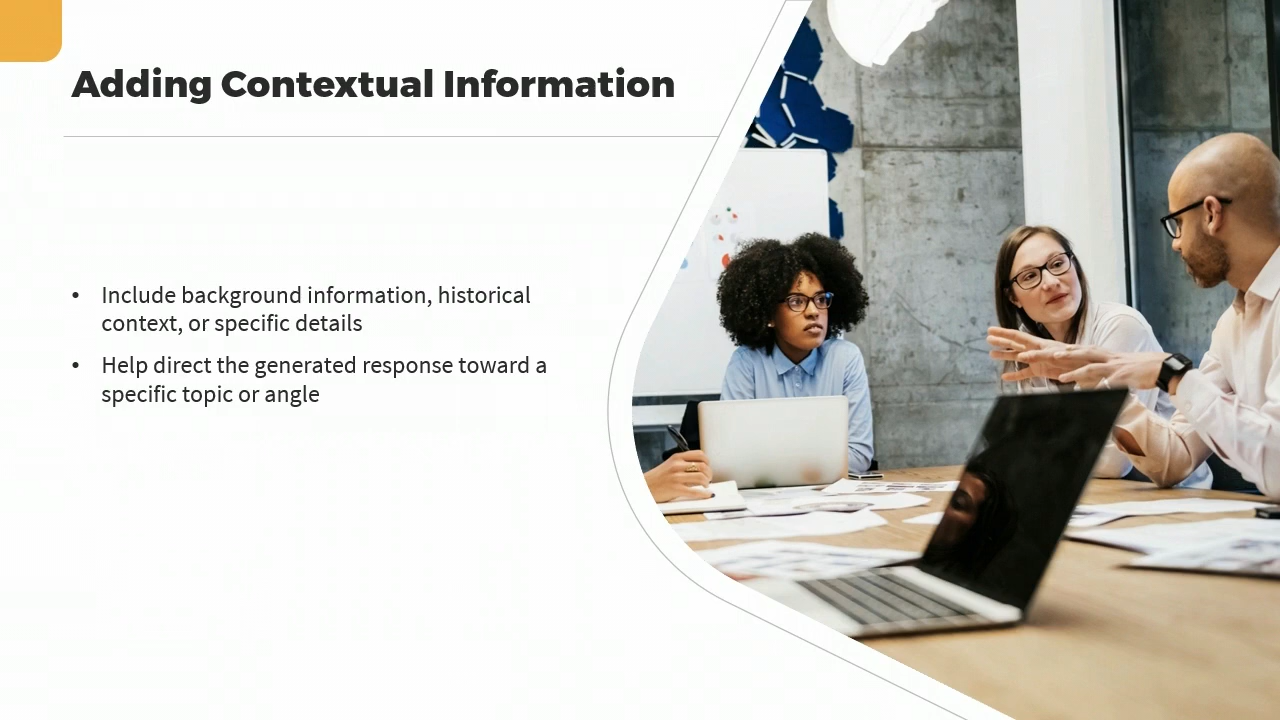 Adding Contextual Information
• Include background information, historical
context, or specific details
• Help direct the generated response toward a
specific topic or angle